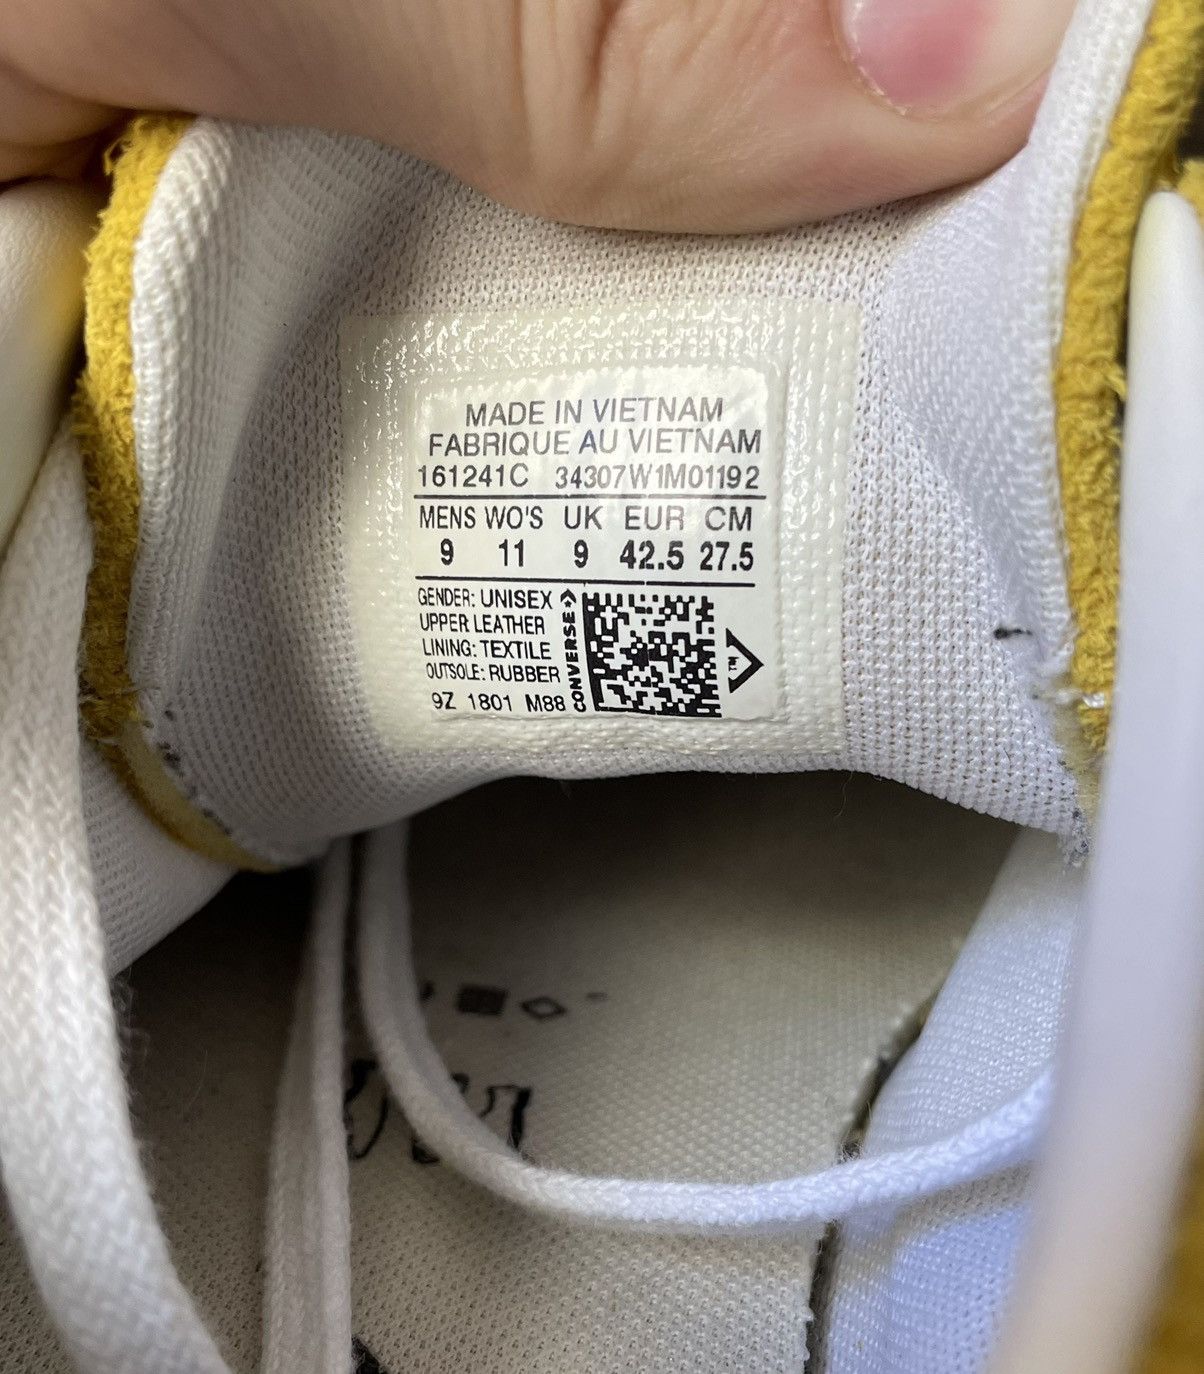 MADE IN VIETNAM
FABRIQUE AU VIETNAM
161241C 34307W1M01192
MENS WO'S UK EUR CM
9 11 9 42.5 27.5
GENDER: UNISEX
UPPER LEATHER
LINING: TEXTILE
OUTSOLE: RUBBER
9Z 1801 M88
CONVERSE
TM